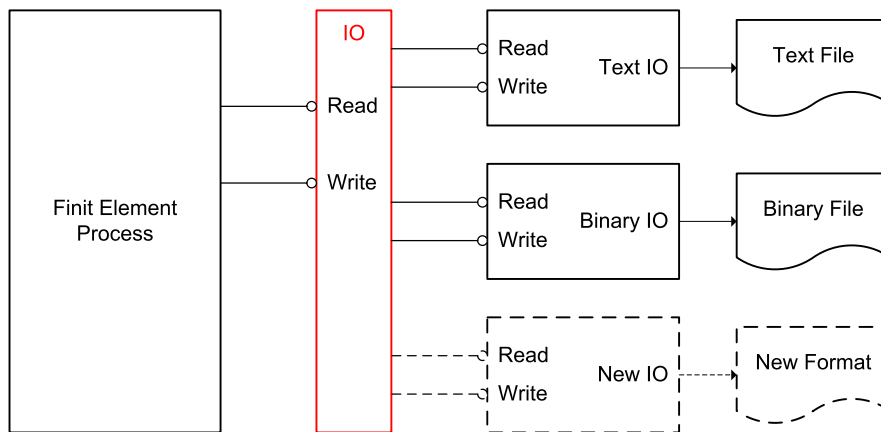 IO
Read
Write
Finit Element
Process
Read
Write
Text IO
Text File
Read
Write
Binary IO
Binary File
Read
Write
New IO
New Format